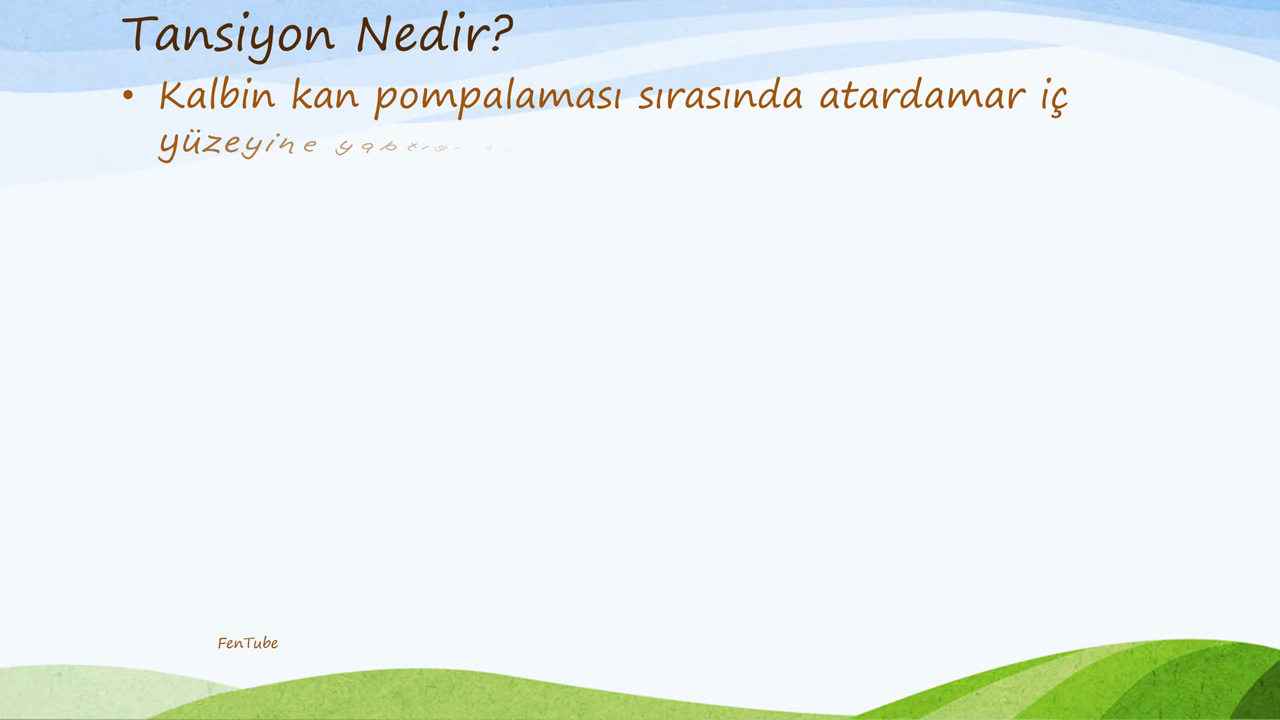 Tansiyon Nedir?
• Kalbin kan pompalaması sırasında atardamar iç
yüzeyine
FenTube